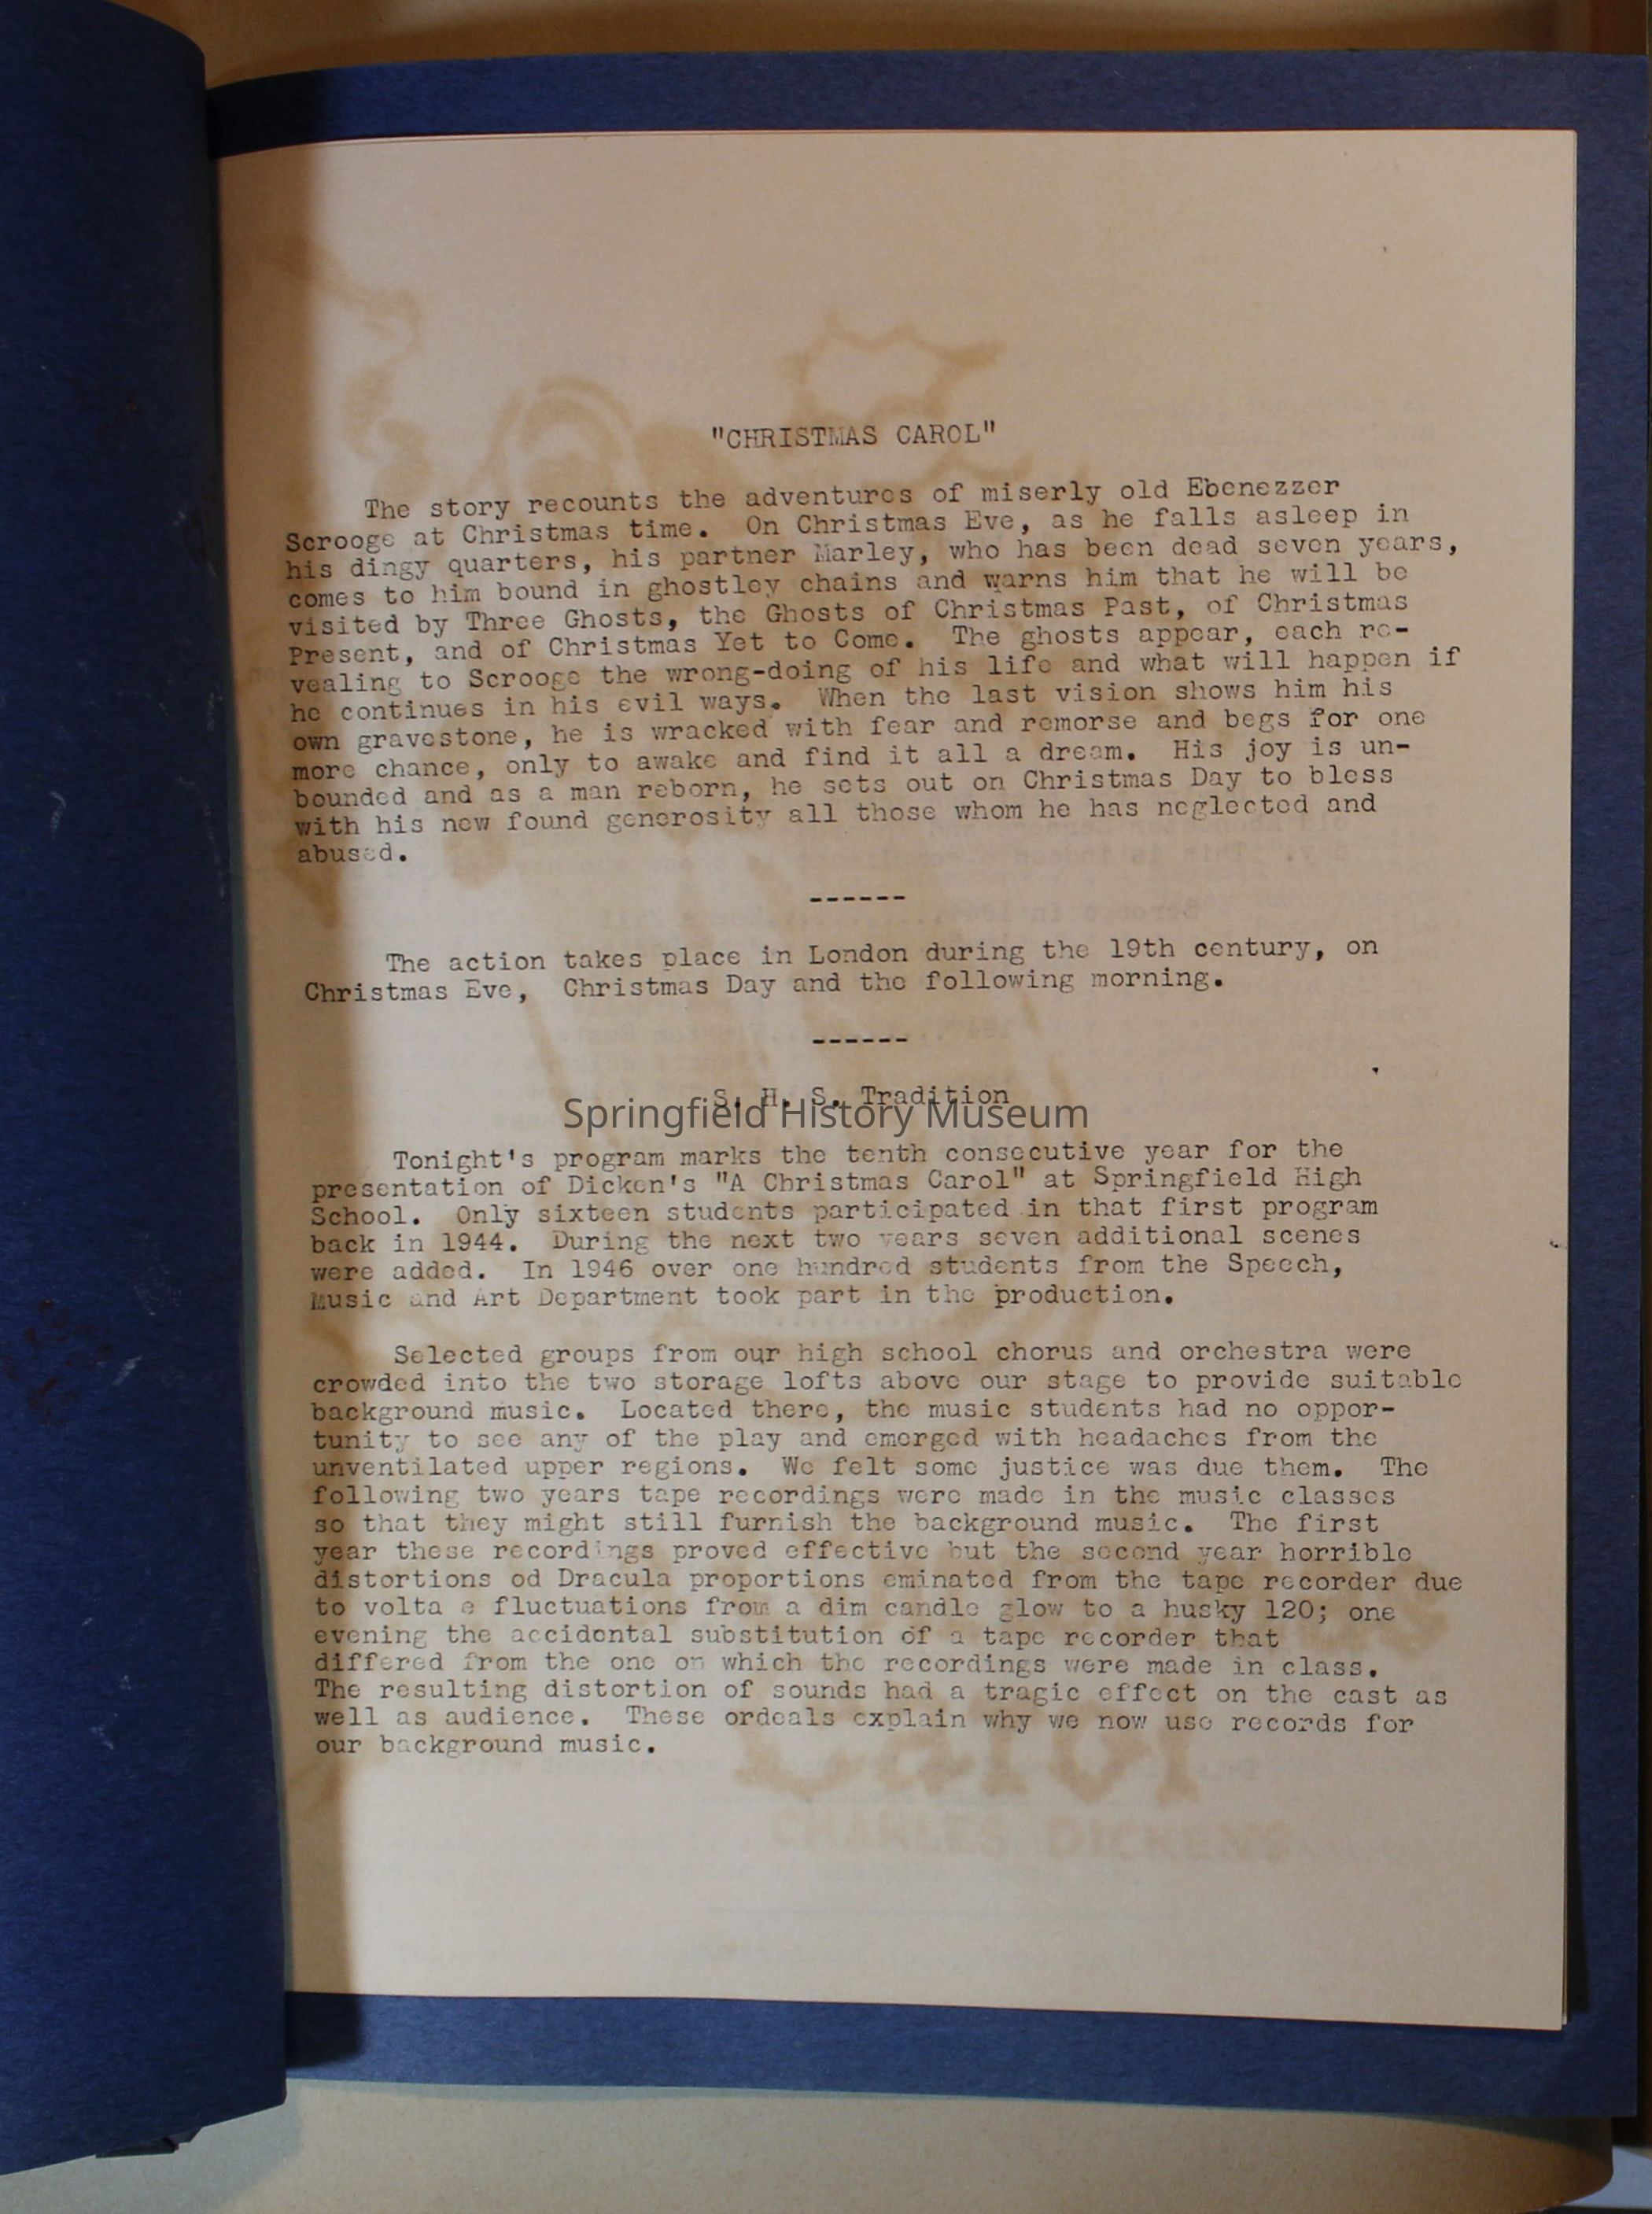 "CHRISTMAS CAROL"
The story recounts the adventures of miserly old Ebenezzer
Scrooge at Christmas time. On Christmas Eve, as he falls asleep in
his dingy quarters, his partner Marley, who has been dead seven years,
comes to him bound in ghostley chains and warns him that he will be
visited by Three Ghosts, the Ghosts of Christmas Past, of Christmas
Present, and of Christmas Yet to Come. The ghosts appear, each re-
vealing to Scrooge the wrong-doing of his life and what will happen if
he continues in his evil ways. When the last vision shows him his
own gravestone, he is wracked with fear and remorse and begs for one
more chance, only to awake and find it all a dream. His joy is un-
bounded and as a man reborn, he sets out on Christmas Day to bless
with his new found generosity all those whom he has neglected and
abused.
------
The action takes place in London during the 19th century, on
Christmas Eve, Christmas Day and the following morning.
------
S. H. S. Tradition
Springfield History Museum
Tonight's program marks the tenth consecutive year for the
presentation of Dicken's "A Christmas Carol" at Springfield High
School. Only sixteen students participated in that first program
back in 1944. During the next two years seven additional scenes
were added. In 1946 over one hundred students from the Speech,
Music and Art Department took part in the production.
Selected groups from our high school chorus and orchestra were
crowded into the two storage lofts above our stage to provide suitable
background music. Located there, the music students had no oppor-
tunity to see any of the play and emerged with headaches from the
unventilated upper regions. We felt some justice was due them. The
following two years tape recordings were made in the music classes
so that they might still furnish the background music. The first
year these recordings proved effective but the second year horrible
distortions od Dracula proportions eminated from the tape recorder due
to volta e fluctuations from a dim candle glow to a husky 120; one
evening the accidental substitution of a tape recorder that
differed from the one on which the recordings were made in class.
The resulting distortion of sounds had a tragic effect on the cast as
well as audience. These ordeals explain why we now use records for
our background music.
CHARLES DICKENS